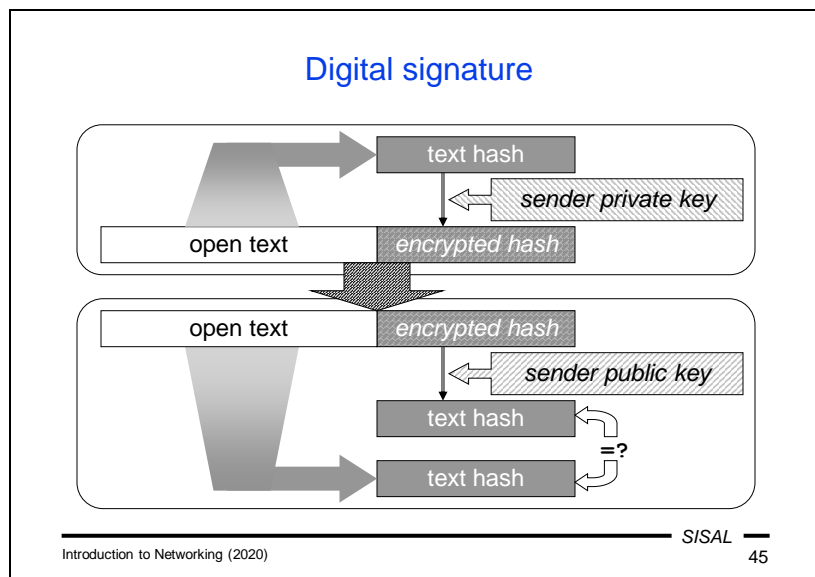 Digital signature
text hash
sender private key
open text
encrypted hash
open text
encrypted hash
sender public key
text hash
=?
text hash
SISAL
Introduction to Networking (2020)
45